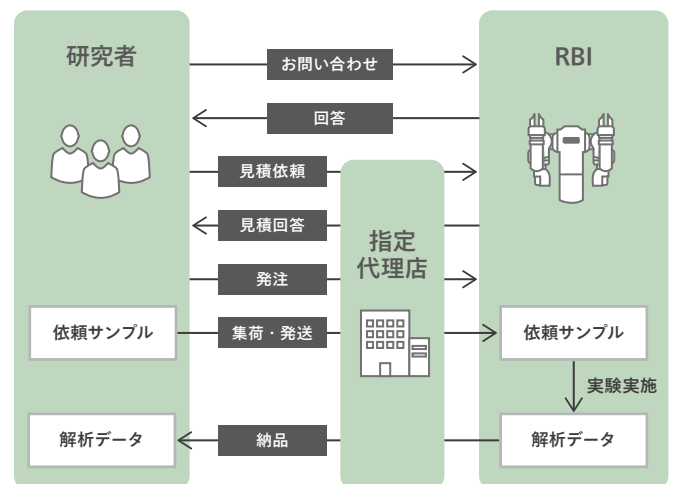 研究者
RBI
お問い合わせ
回答
見積依頼
見積回答
指定
代理店
発注
依頼サンプル
集荷・発送
依頼サンプル
実験実施
解析データ
納品
解析データ